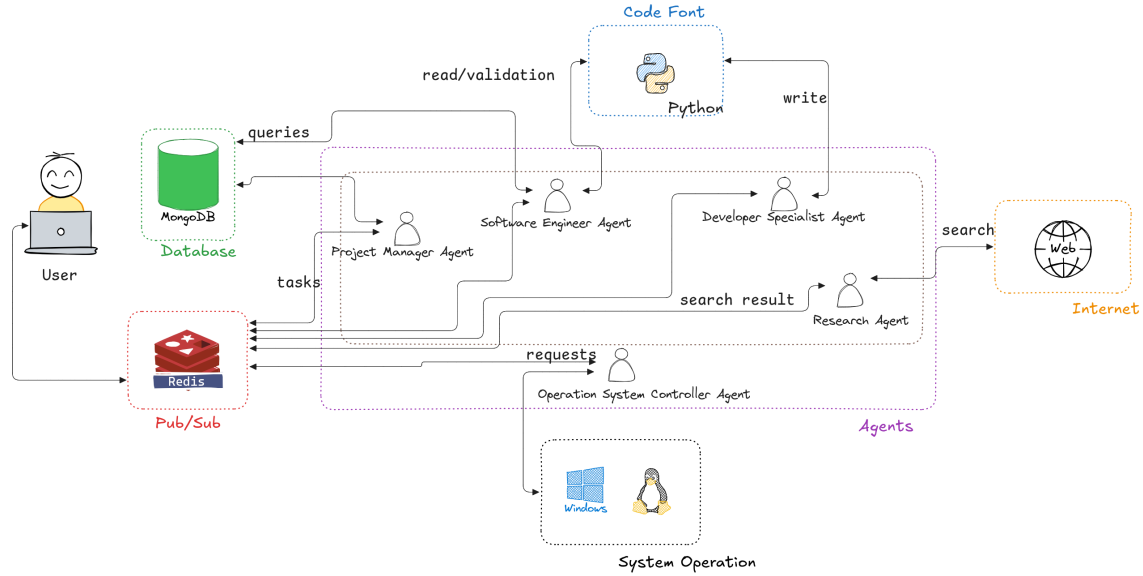 Code Font
read/validation
Python
write
queries
MongoDB
Database
User
Software Engineer Agent
Developer Specialist Agent
Project Manager Agent
tasks
search
Web
Internet
search result
Research Agent
Redis
Pub/Sub
requests
Operation System Controller Agent
Agents
Windows
System Operation